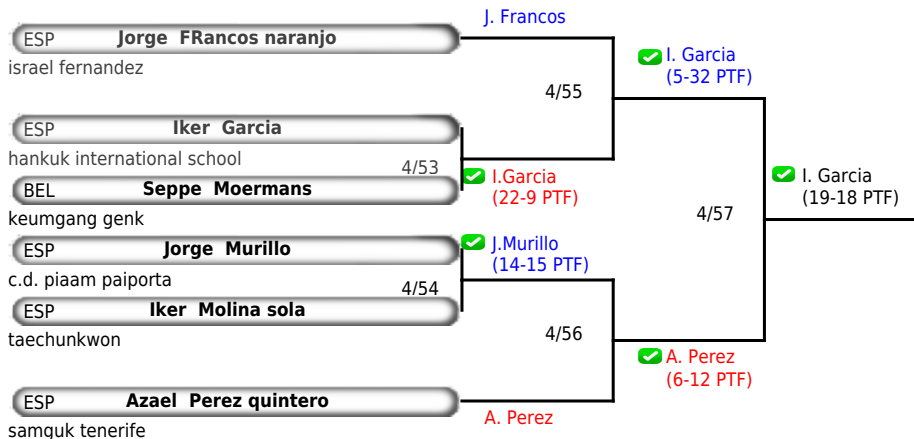 J. Francos
ESP Jorge FRancos naranjo
israel fernandez
I. Garcia
(5-32 PTF)
4/55
ESP Iker Garcia
hankuk international school
4/53
I.Garcia
(22-9 PTF)
BEL Seppe Moermans
keumgang genk
I. Garcia
(19-18 PTF)
4/57
ESP Jorge Murillo
c.d. piaam paiporta
J.Murillo
(14-15 PTF)
4/54
ESP Iker Molina sola
taechunkwon
4/56
A. Perez
(6-12 PTF)
ESP Azael Perez quintero
samguk tenerife
A. Perez